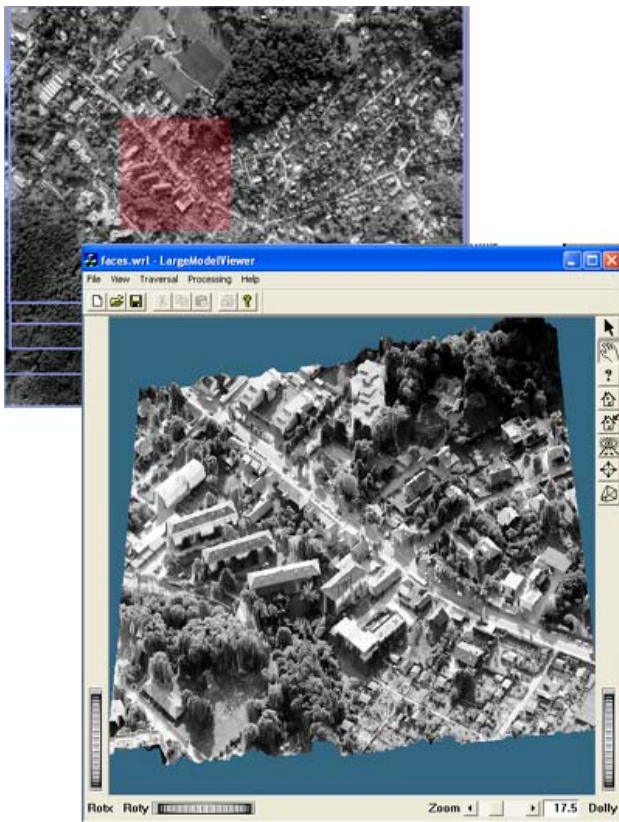 faces.wrl - LargeModelViewer
File View Traversal Processing Help
Rotx Roty Zoom 17.5 Dolly